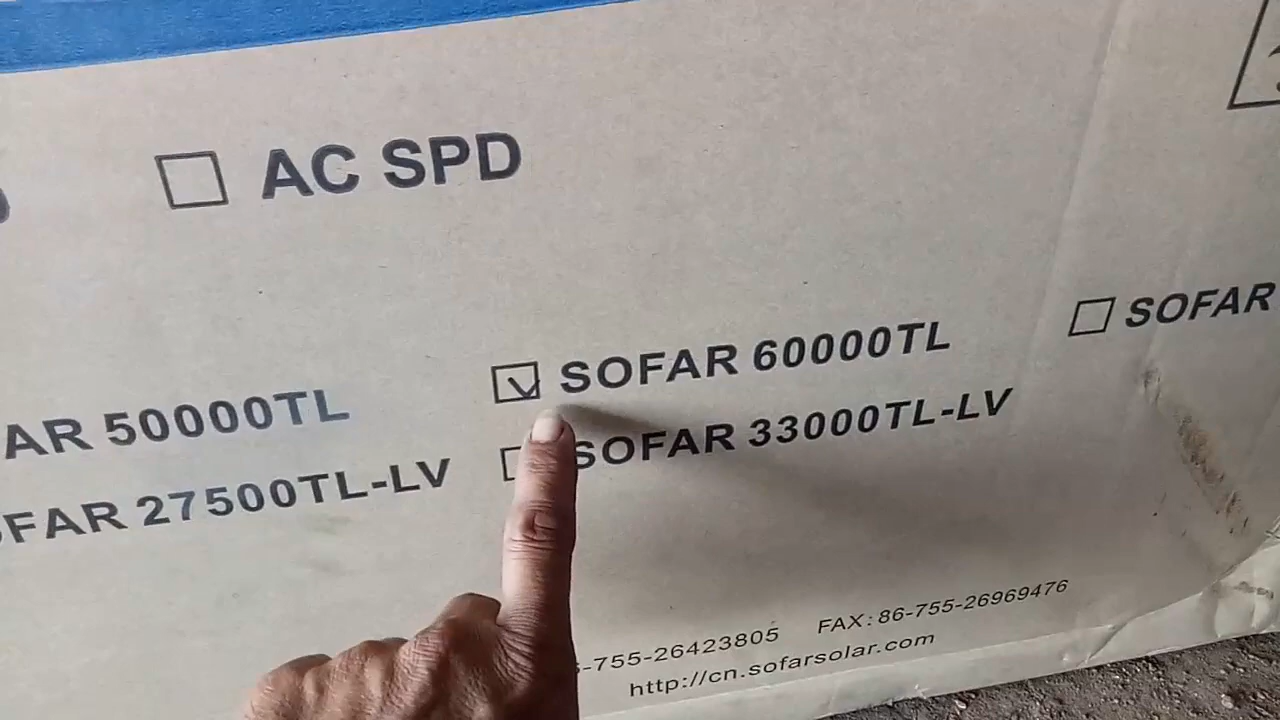 AC SPD
SOFAR 60000TL
SOFAR
AR 50000TL
SOFAR 33000TL-LV
FAR 27500TL-LV
-755-26423805 FAX:86-755-26969476
http://cn.sofarsolar.com